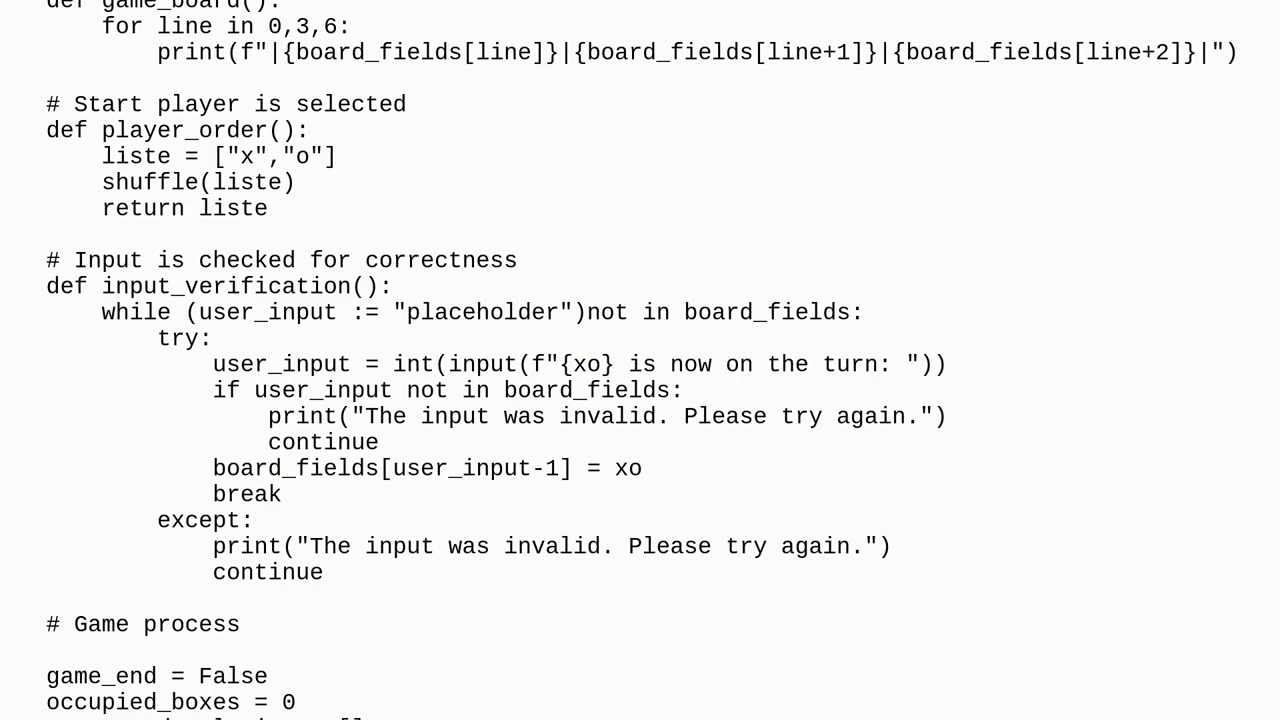 def game_board():
    for line in 0,3,6:
        print(f"|{board_fields[line]}|{board_fields[line+1]}|{board_fields[line+2]}|")

# Start player is selected
def player_order():
    liste = ["x","o"]
    shuffle(liste)
    return liste

# Input is checked for correctness
def input_verification():
    while (user_input := "placeholder")not in board_fields:
        try:
            user_input = int(input(f"{xo} is now on the turn: "))
            if user_input not in board_fields:
                print("The input was invalid. Please try again.")
                continue
            board_fields[user_input-1] = xo
            break
        except:
            print("The input was invalid. Please try again.")
            continue

# Game process

game_end = False
occupied_boxes = 0